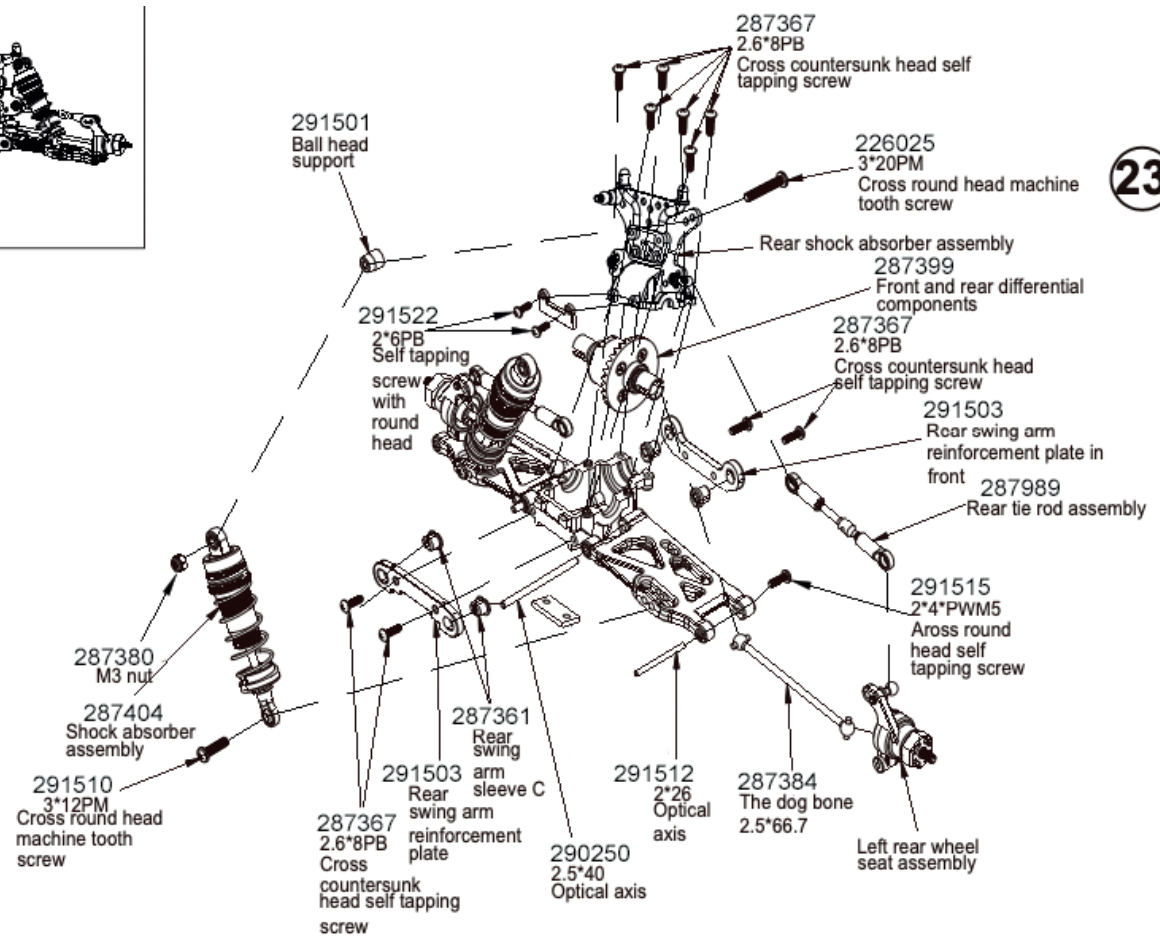 287367
2.6*8PB
Cross countersunk head self
tapping screw
291501
Ball head
support
226025
3*20PM
Cross round head machine
tooth screw
23
Rear shock absorber assembly
287399
Front and rear differential
components
291522
2*6PB
Self tapping
screw
with
round
head
287367
2.6*8PB
Cross countersunk head
self tapping screw
291503
Rear swing arm
reinforcement plate in
front
287989
Rear tie rod assembly
291515
2*4*PWM5
Aross round
head self
tapping screw
287380
M3 nut
287404
Shock absorber
assembly
291510
3*12PM
Cross round head
machine tooth
screw
287367
2.6*8PB
Cross
countersunk
head self tapping
screw
291503
Rear
swing arm
reinforcement
plate
287361
Rear
swing
arm
sleeve C
290250
2.5*40
Optical axis
291512
2*26
Optical
axis
287384
The dog bone
2.5*66.7
Left rear wheel
seat assembly